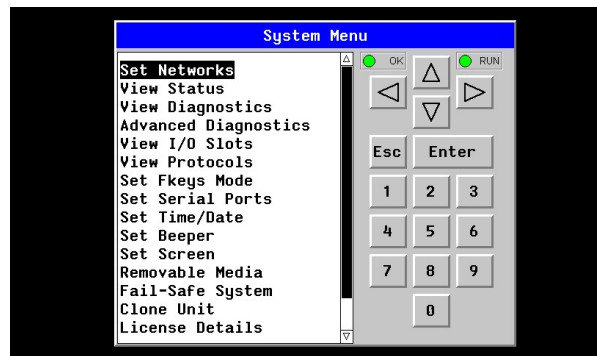 System Menu
Set Networks
View Status
View Diagnostics
Advanced Diagnostics
View I/O Slots
View Protocols
Set Fkeys Mode
Set Serial Ports
Set Time/Date
Set Beeper
Set Screen
Removable Media
Fail-Safe System
Clone Unit
License Details
OK
RUN
Esc
Enter
1
2
3
4
5
6
7
8
9
0